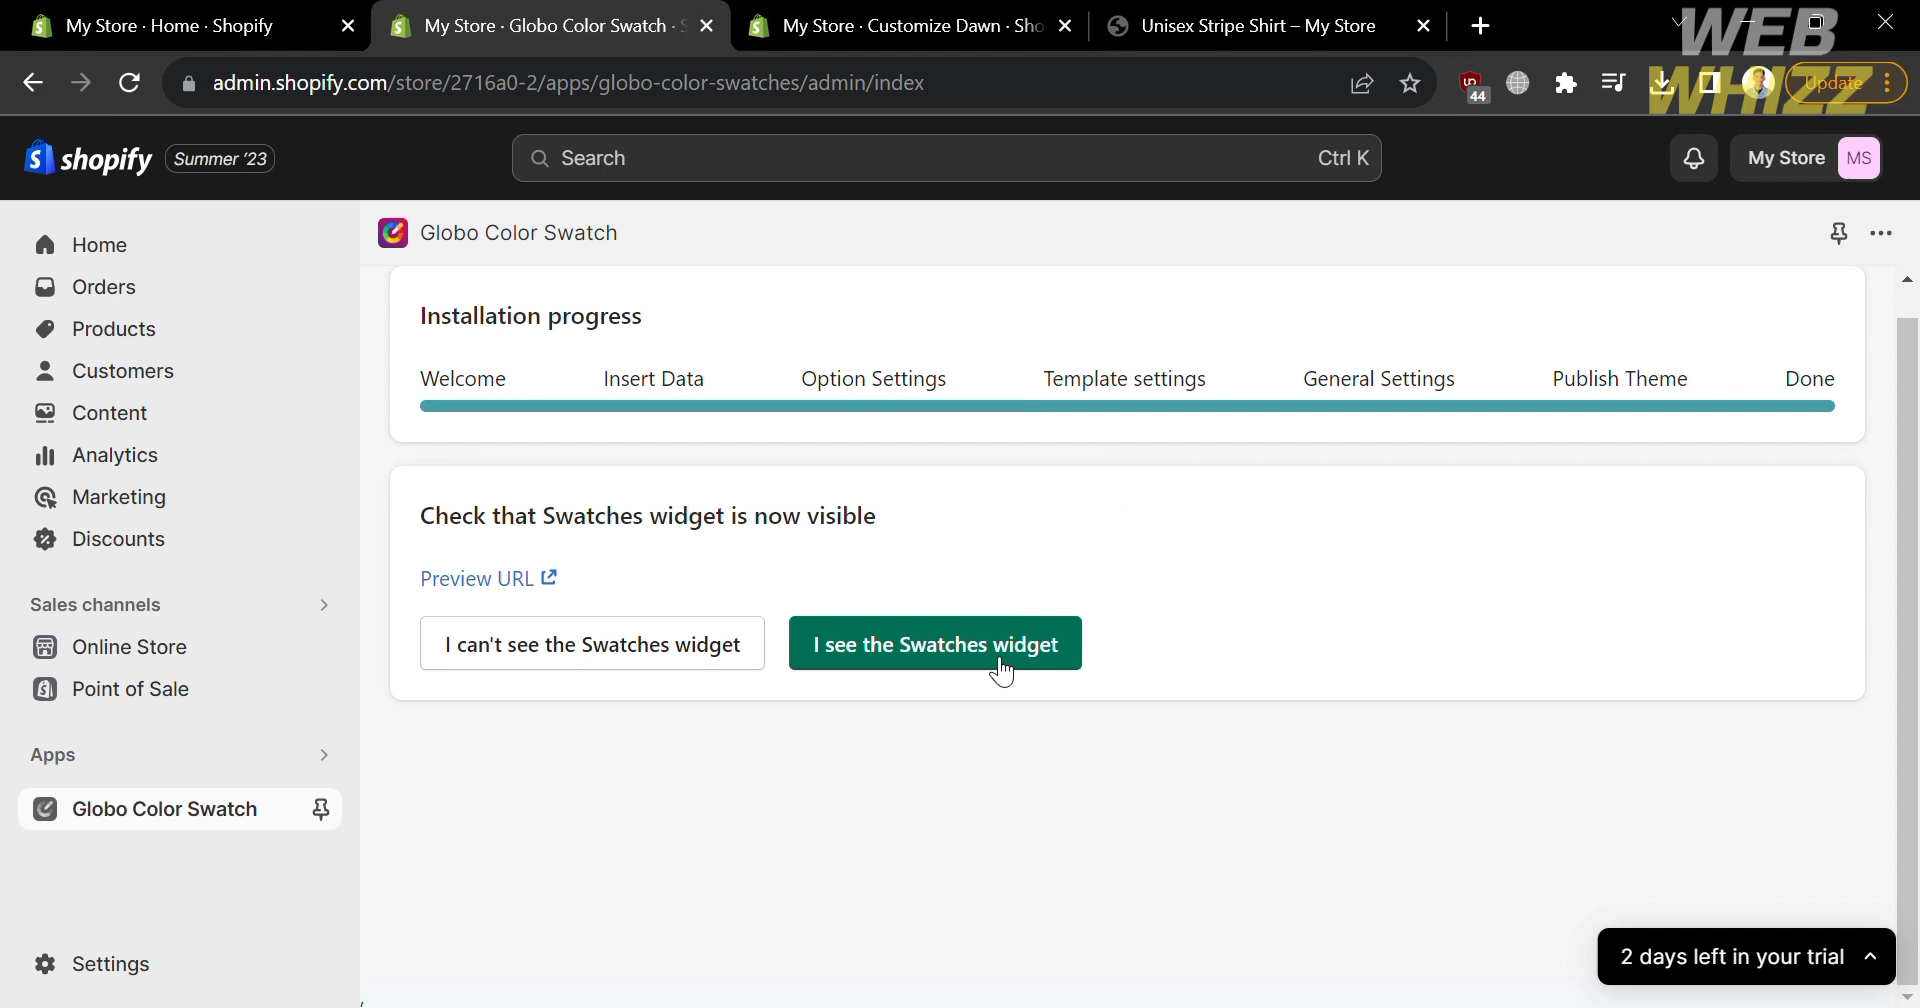 My Store · Home · Shopify
My Store · Globo Color Swatch · S
My Store · Customize Dawn · Sho
Unisex Stripe Shirt – My Store
WEB
WHIZZ
admin.shopify.com/store/2716a0-2/apps/globo-color-swatches/admin/index
44
Update
shopify
Summer '23
Search
Ctrl K
My Store
MS
Home
Orders
Products
Customers
Content
Analytics
Marketing
Discounts
Sales channels
Online Store
Point of Sale
Apps
Globo Color Swatch
Settings
Globo Color Swatch
Installation progress
Welcome
Insert Data
Option Settings
Template settings
General Settings
Publish Theme
Done
Check that Swatches widget is now visible
Preview URL
I can't see the Swatches widget
I see the Swatches widget
2 days left in your trial